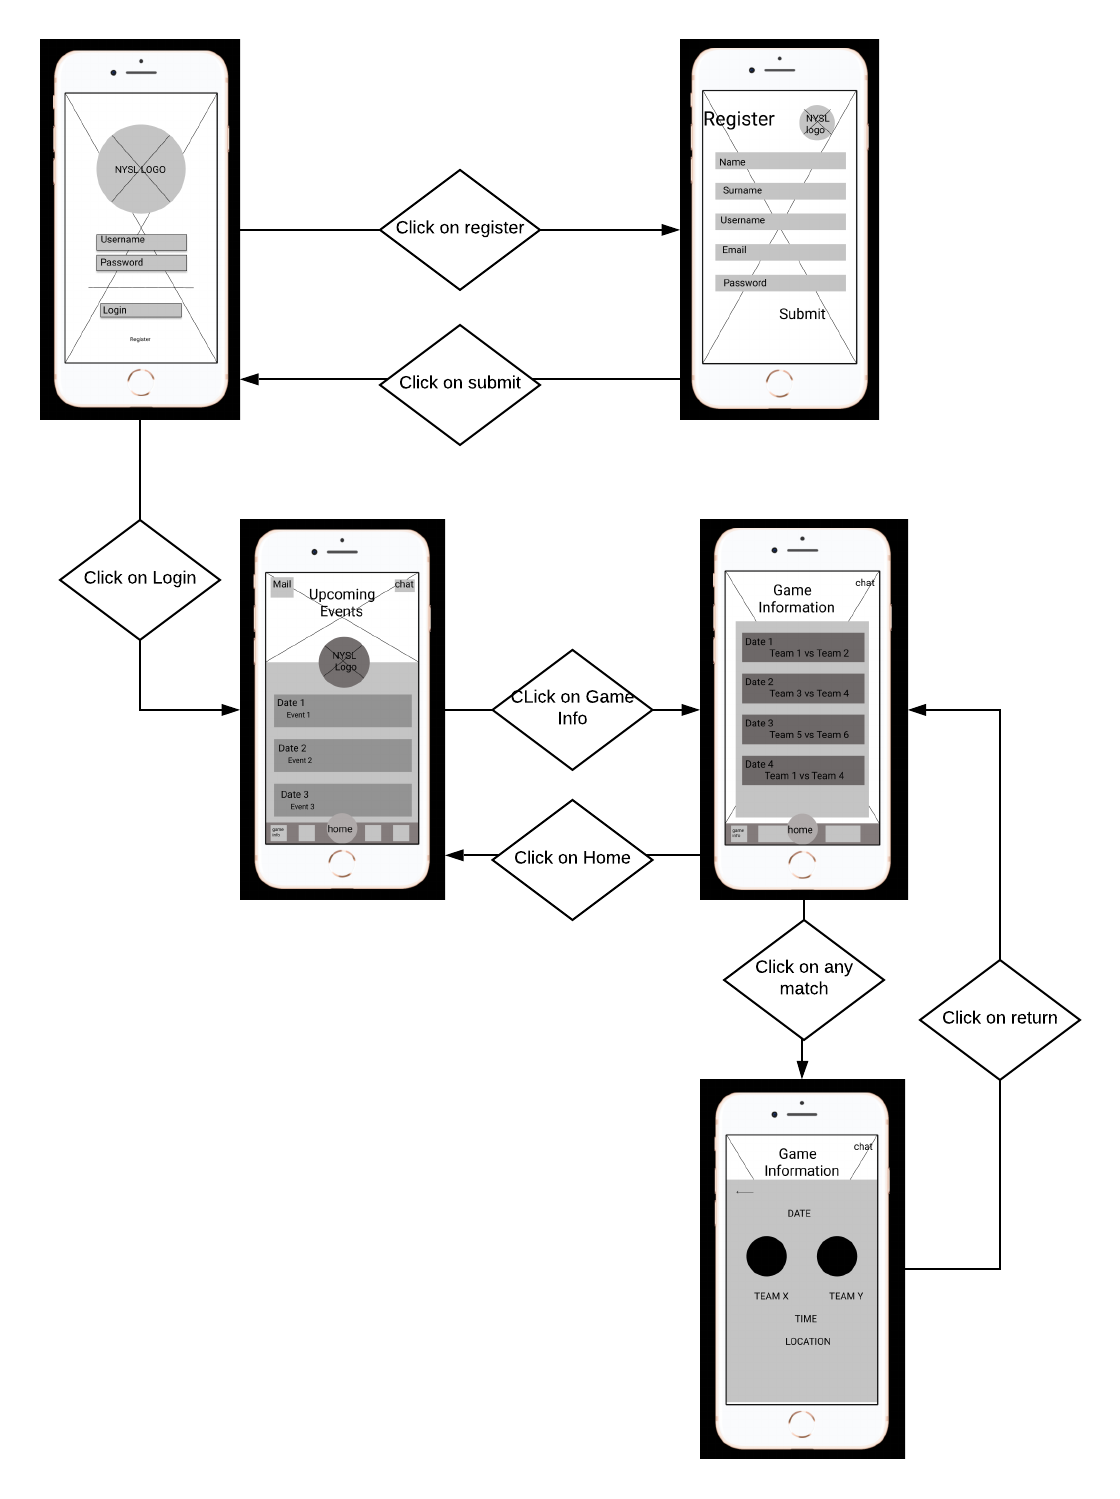 NYSL LOGO
Username
Password
Login
Register
Click on register
Register
NYSL
logo
Name
Surname
Username
Email
Password
Submit
Click on submit
Click on Login
Mail
chat
Upcoming
Events
NYSL
Logo
Date 1
Event 1
Date 2
Event 2
Date 3
Event 3
game
info
home
CLick on Game
Info
Click on Home
Game
Information
chat
Date 1
Team 1 vs Team 2
Date 2
Team 3 vs Team 4
Date 3
Team 5 vs Team 6
Date 4
Team 1 vs Team 4
game
info
home
Click on any
match
Click on return
Game
Information
chat
DATE
TEAM X
TEAM Y
TIME
LOCATION